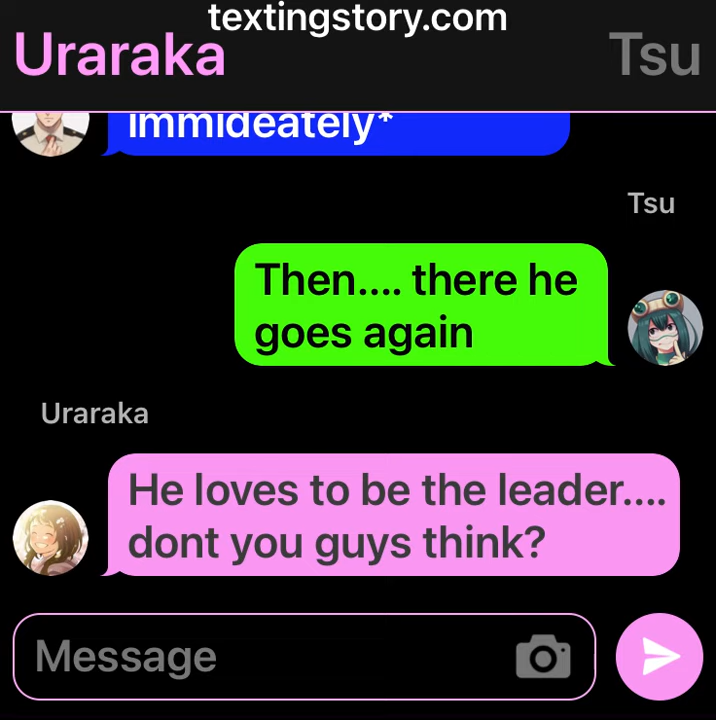 textingstory.com
Uraraka Tsu
immideately*
Tsu
Then.... there he
goes again
Uraraka
He loves to be the leader....
dont you guys think?
Message